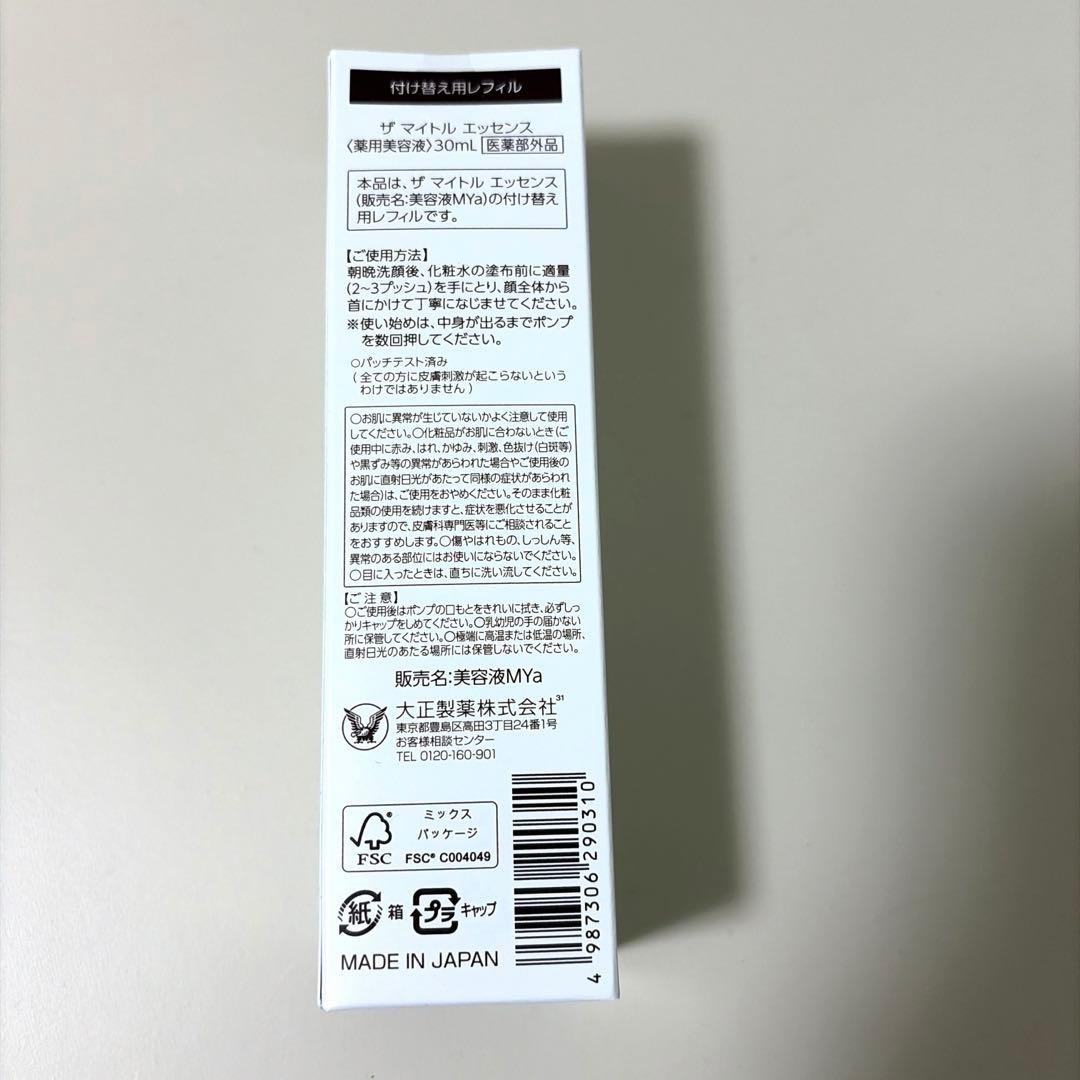 付け替え用レフィル
ザ マイトル エッセンス
〈薬用美容液〉30mL 医薬部外品
本品は、ザ マイトル エッセンス
(販売名:美容液MYa)の付け替え
用レフィルです。
【ご使用方法】
朝晩洗顔後、化粧水の塗布前に適量
(2~3プッシュ)を手にとり、顔全体から
首にかけて丁寧になじませてください。
※使い始めは、中身が出るまでポンプ
を数回押してください。
○パッチテスト済み
(全ての方に皮膚刺激が起こらないという
わけではありません)
○お肌に異常が生じていないかよく注意して使用
してください。○化粧品がお肌に合わないとき(ご
使用中に赤み、はれ、かゆみ、刺激、色抜け(白斑等)
や黒ずみ等の異常があらわれた場合やご使用後の
お肌に直射日光があたって同様の症状があらわれ
た場合)は、ご使用をおやめください。そのまま化粧
品類の使用を続けますと、症状を悪化させることが
ありますので、皮膚科専門医等にご相談されること
をおすすめします。○傷やはれもの、しっしん等、
異常のある部位にはお使いにならないでください。
○目に入ったときは、直ちに洗い流してください。
【ご注意】
○ご使用後はポンプの口もとをきれいに拭き、必ずしっ
かりキャップをしめてください。○乳幼児の手の届かない
所に保管してください。○極端に高温または低温の場所、
直射日光のあたる場所には保管しないでください。
販売名:美容液MYa
大正製薬株式会社31
東京都豊島区高田3丁目24番1号
お客様相談センター
TEL 0120-160-901
ミックス
パッケージ
FSC® C004049
FSC
紙 箱 プラ キャップ
MADE IN JAPAN
4 987306 290310